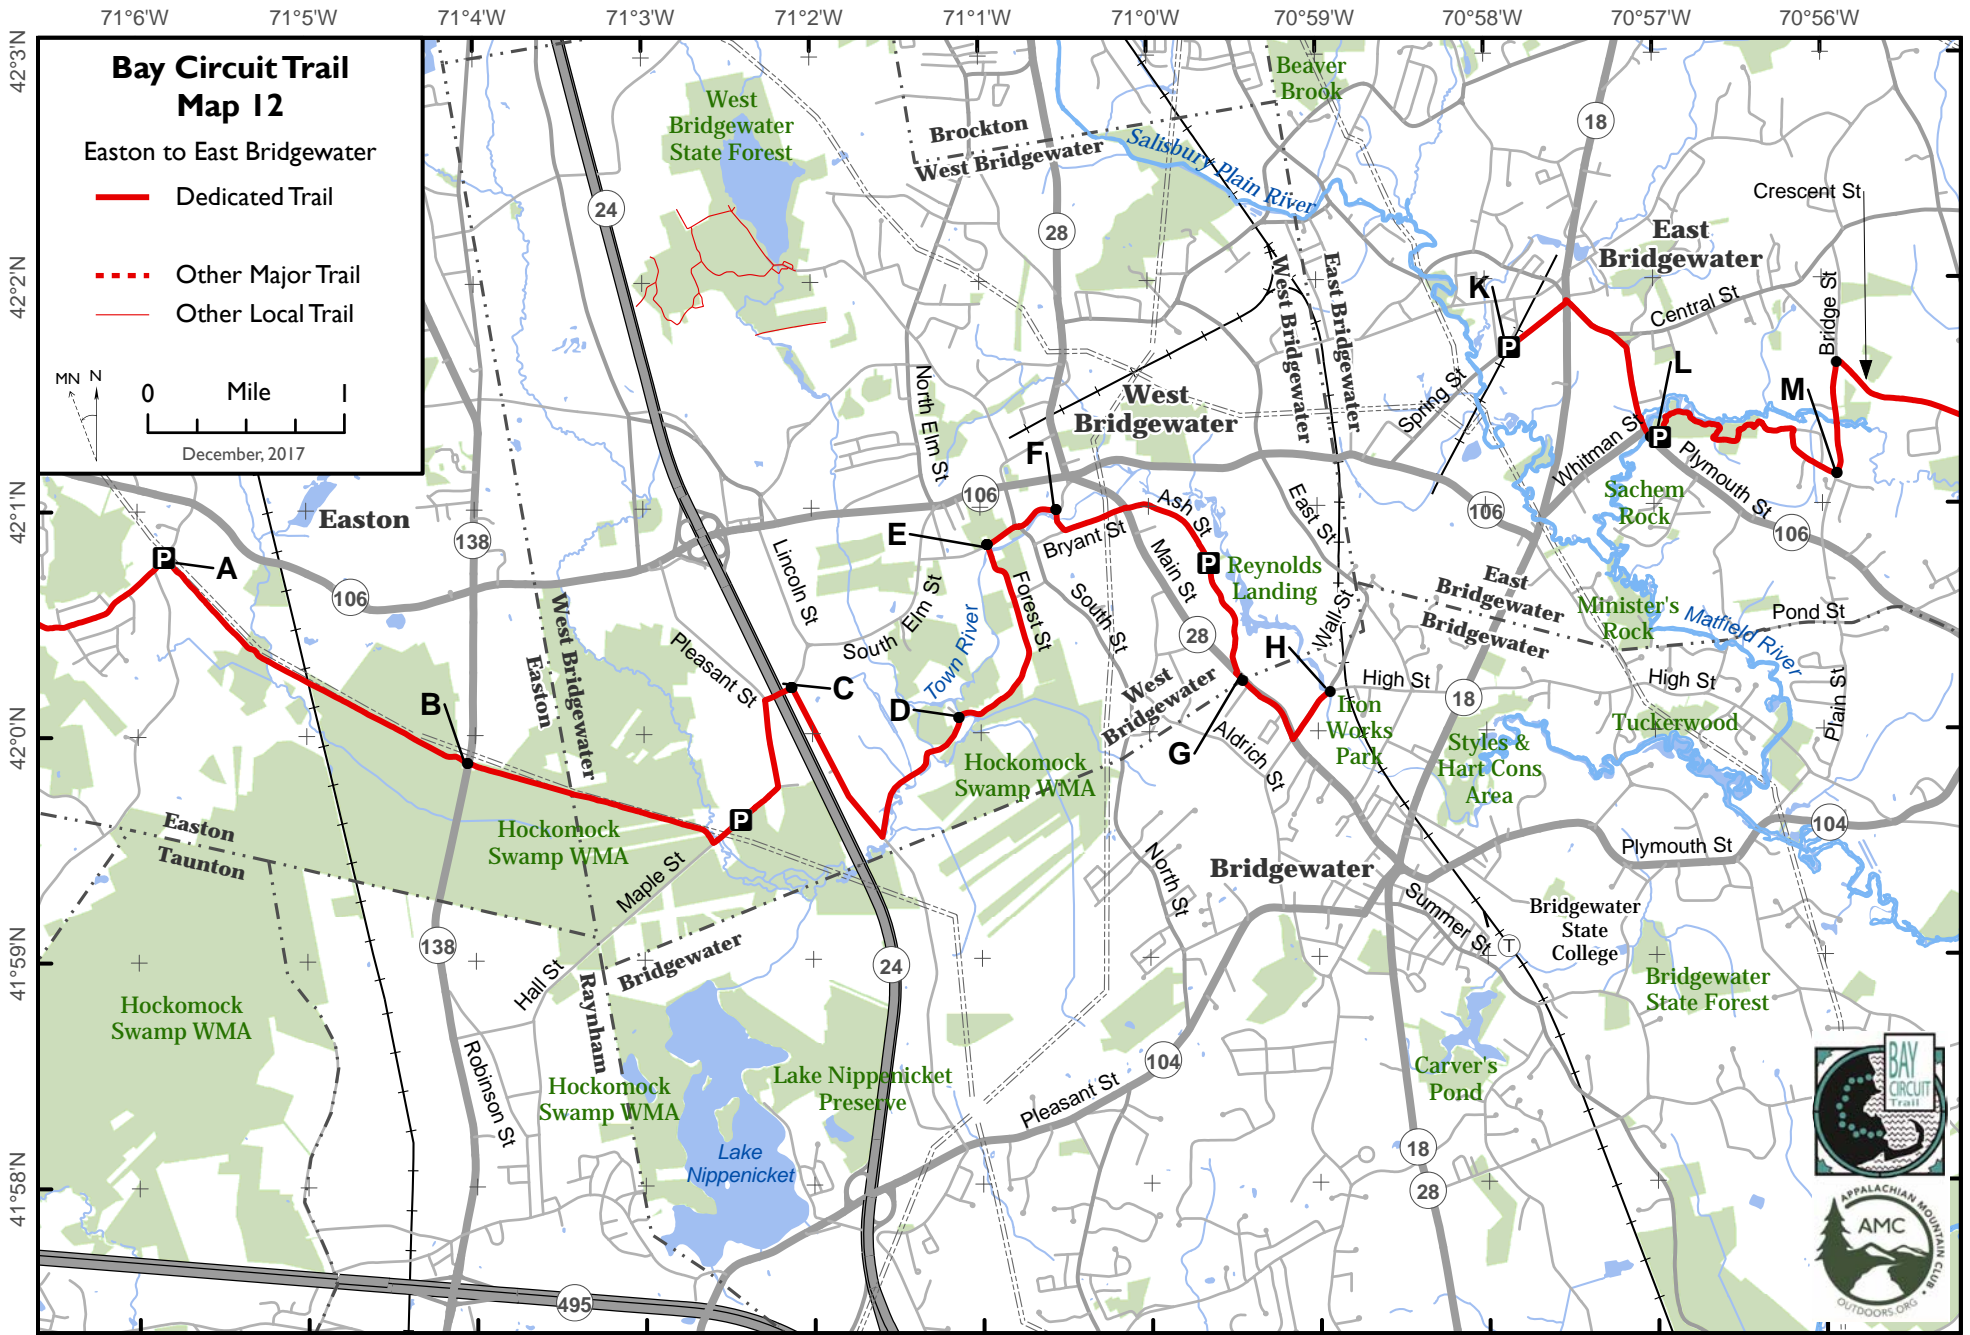 71°6'W
71°5'W
71°4'W
71°3'W
71°2'W
71°1'W
71°0'W
70°59'W
70°58'W
70°57'W
70°56'W
42°3'N
42°2'N
42°1'N
42°0'N
41°59'N
41°58'N
Bay Circuit Trail
Map 12
Easton to East Bridgewater
Dedicated Trail
Other Major Trail
Other Local Trail
MN N
0 Mile 1
December, 2017
West
Bridgewater
State Forest
Beaver
Brook
Brockton
West Bridgewater
Salisbury Plain River
24
28
18
Crescent St
East
Bridgewater
West Bridgewater
East Bridgewater
K
P
Central St
Bridge St
L
M
P
Spring St
Whitman St
Plymouth St
Sachem
Rock
106
106
North Elm St
West
Bridgewater
F
106
E
Bryant St
Ash St
East St
Main St
P
Reynolds
Landing
Easton
138
P
A
106
Lincoln St
South Elm St
Forest St
South St
Town River
28
Wall St
H
East
Bridgewater
Bridgewater
Minister's
Rock
Matfield River
Pond St
West Bridgewater
Easton
Pleasant St
C
D
B
West
Bridgewater
G
Aldrich St
High St
18
High St
Iron
Works
Park
Styles &
Hart Cons
Area
Tuckerwood
Plain St
Hockomock
Swamp WMA
P
Hockomock
Swamp WMA
Easton
Taunton
Maple St
104
Plymouth St
Bridgewater
North St
Summer St
T
Bridgewater
State
College
Bridgewater
State Forest
138
Hall St
Bridgewater
Raynham
24
Hockomock
Swamp WMA
Robinson St
Hockomock
Swamp WMA
Lake Nippenicket
Preserve
Lake
Nippenicket
Pleasant St
104
Carver's
Pond
18
28
495
BAY
CIRCUIT
Trail
APPALACHIAN MOUNTAIN CLUB
AMC
OUTDOORS.ORG